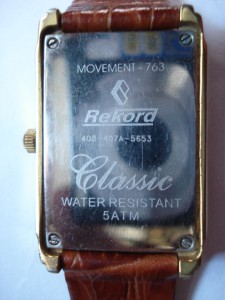 MOVEMENT-763
Rekord
408-407A-5653
Classic
WATER RESISTANT
5ATM